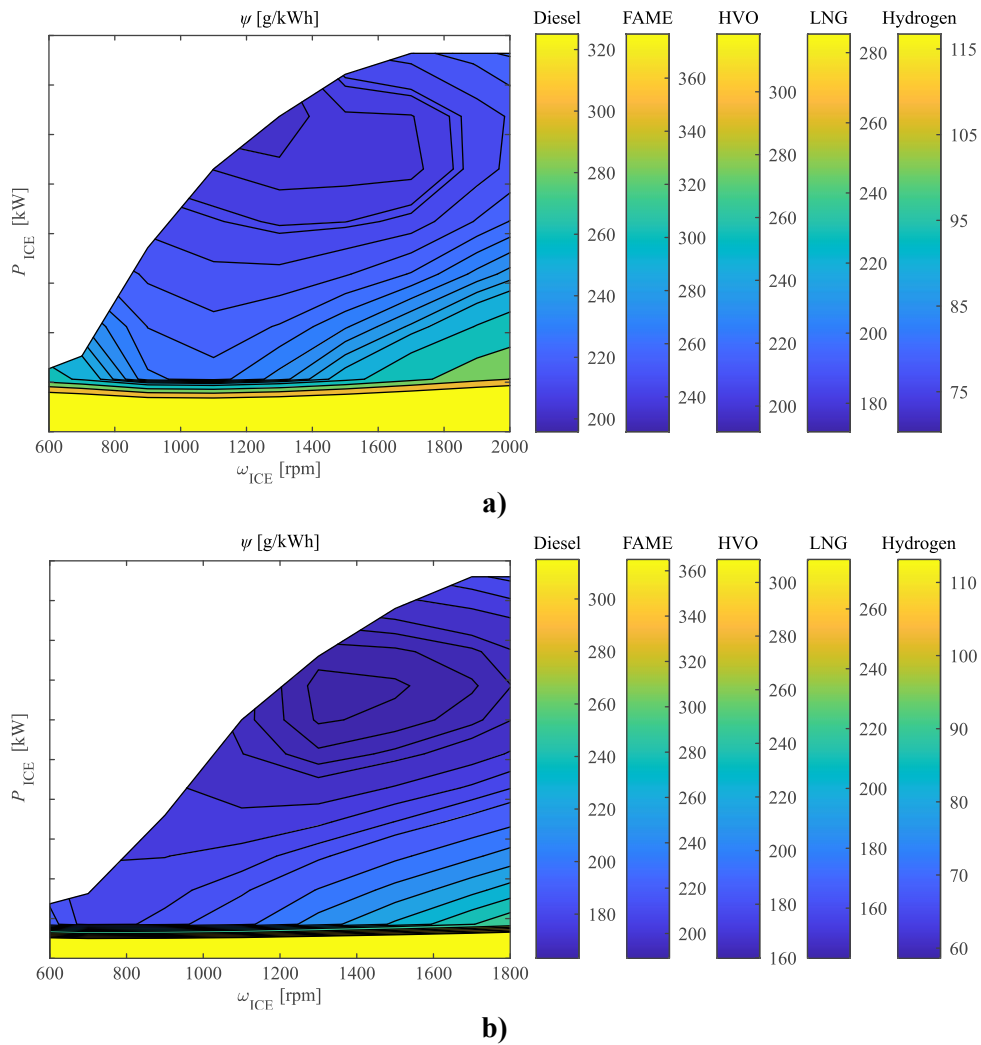 ψ [g/kWh] Diesel FAME HVO LNG Hydrogen
P_ICE [kW]
320 300 280 260 240 220 200
360 340 320 300 280 260 240
300 280 260 240 220 200
280 260 240 220 200 180
115 105 95 85 75
600 800 1000 1200 1400 1600 1800 2000
ω_ICE [rpm]
a)
ψ [g/kWh] Diesel FAME HVO LNG Hydrogen
P_ICE [kW]
300 280 260 240 220 200 180
360 340 320 300 280 260 240 220 200
300 280 260 240 220 200 180 160
260 240 220 200 180 160
110 100 90 80 70 60
600 800 1000 1200 1400 1600 1800
ω_ICE [rpm]
b)